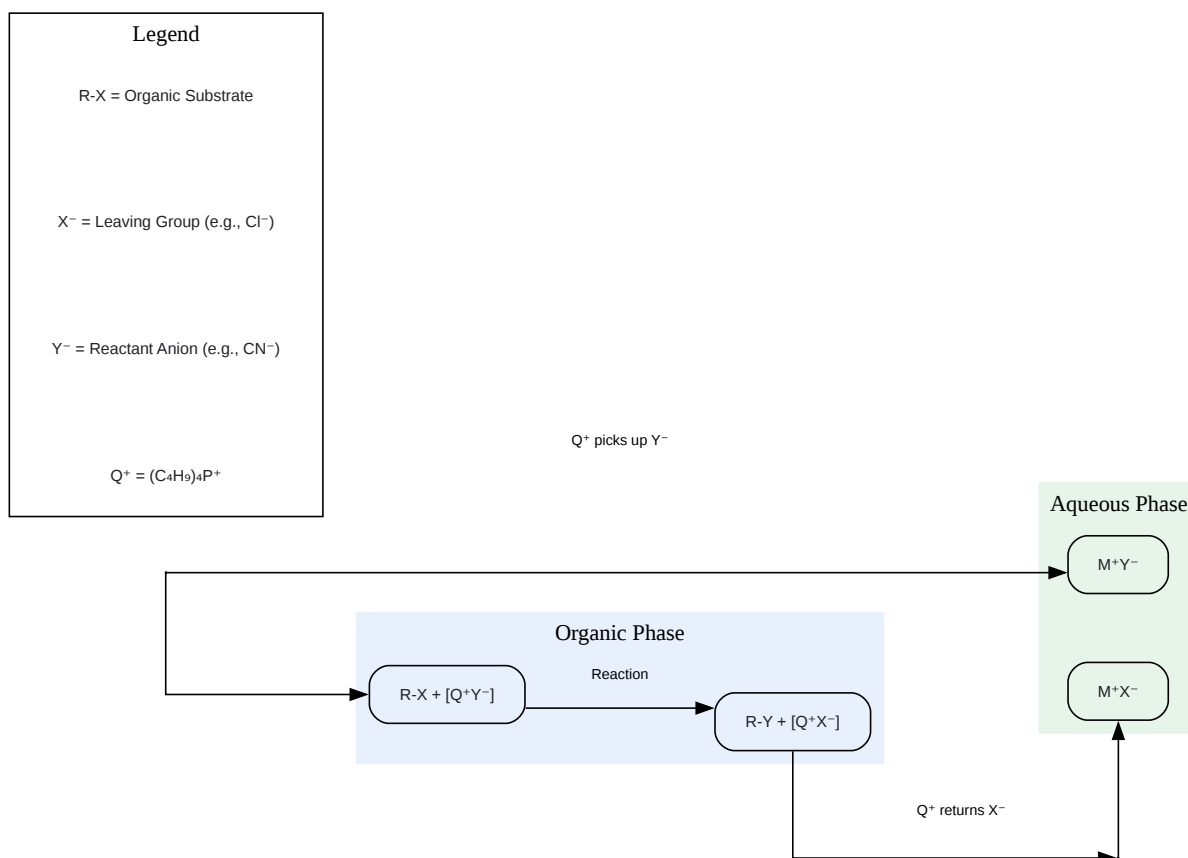 Legend
R-X = Organic Substrate
X⁻ = Leaving Group (e.g., Cl⁻)
Y⁻ = Reactant Anion (e.g., CN⁻)
Q⁺ = (C₄H₉)₄P⁺
Q⁺ picks up Y⁻
Aqueous Phase
M⁺Y⁻
Organic Phase
Reaction
R-X + [Q⁺Y⁻]
R-Y + [Q⁺X⁻]
M⁺X⁻
Q⁺ returns X⁻